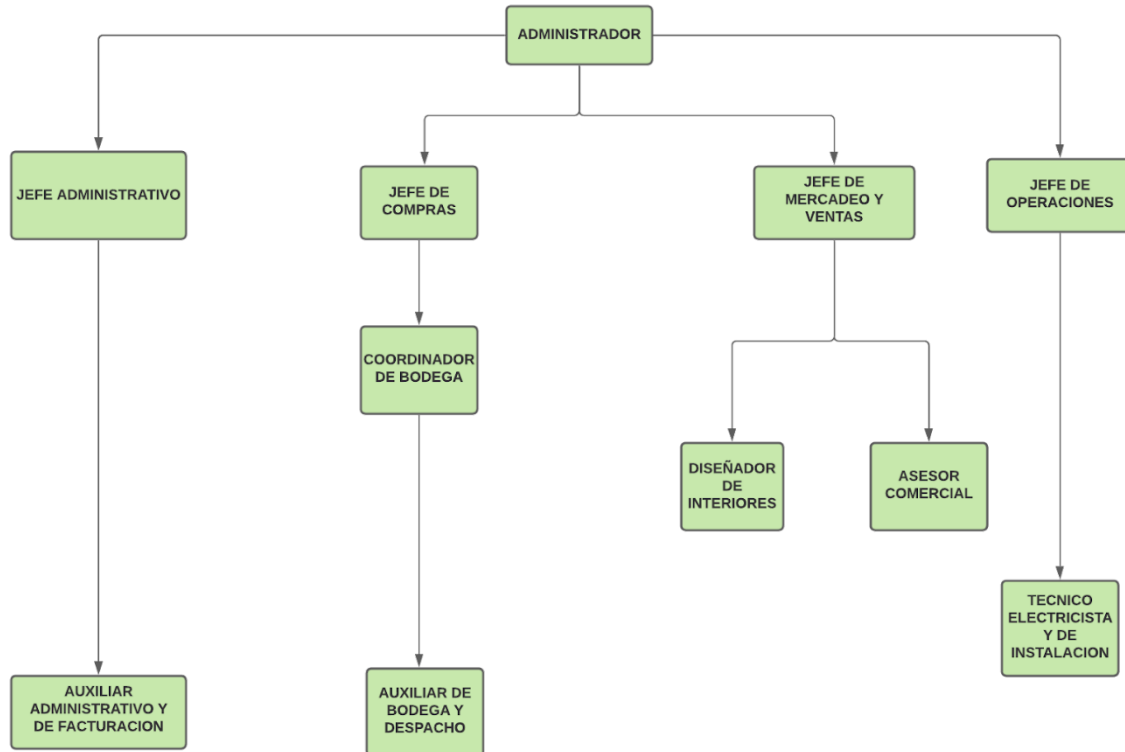 ADMINISTRADOR
JEFE ADMINISTRATIVO
JEFE DE
COMPRAS
JEFE DE
MERCADEO Y
VENTAS
JEFE DE
OPERACIONES
COORDINADOR
DE BODEGA
DISEÑADOR
DE
INTERIORES
ASESOR
COMERCIAL
TECNICO
ELECTRICISTA
Y DE
INSTALACION
AUXILIAR
ADMINISTRATIVO Y
DE FACTURACION
AUXILIAR DE
BODEGA Y
DESPACHO